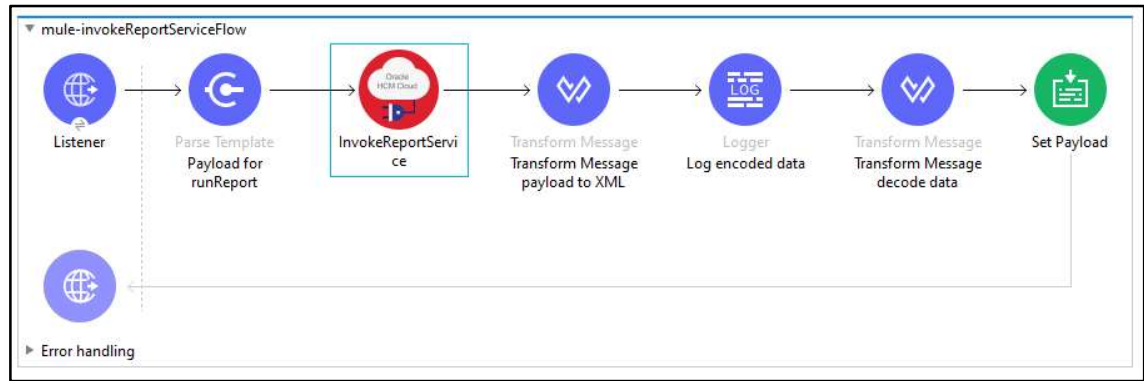 mule-invokeReportServiceFlow
Listener
Parse Template
Payload for
runReport
Oracle
HCM Cloud
InvokeReportServi
ce
Transform Message
Transform Message
payload to XML
LOG
Logger
Log encoded data
Transform Message
Transform Message
decode data
Set Payload
Error handling